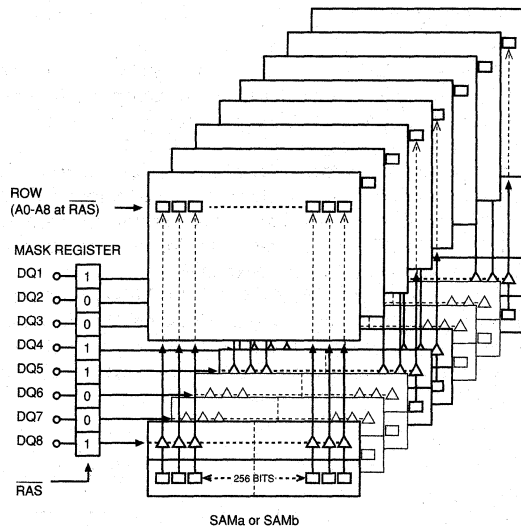 ROW
(A0-A8 at RAS)
MASK REGISTER
DQ1 1
DQ2 0
DQ3 0
DQ4 1
DQ5 1
DQ6 0
DQ7 0
DQ8 1
RAS
256 BITS
SAMa or SAMb